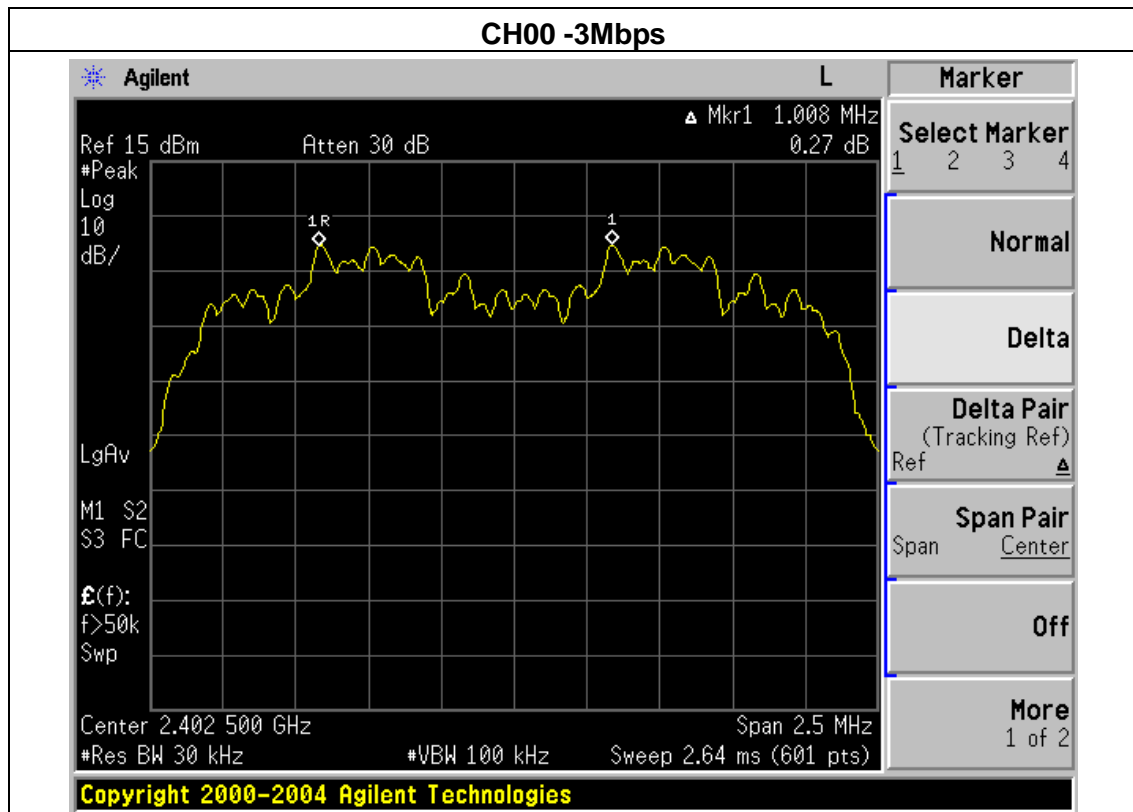 CH00 -3Mbps
Agilent L Marker
Δ Mkr1 1.008 MHz
Ref 15 dBm Atten 30 dB 0.27 dB
#Peak
Log
10
dB/
1R
1
LgAv
M1 S2
S3 FC
£(f):
f>50k
Swp
Center 2.402 500 GHz Span 2.5 MHz
#Res BW 30 kHz #VBW 100 kHz Sweep 2.64 ms (601 pts)
Select Marker
1 2 3 4
Normal
Delta
Delta Pair
(Tracking Ref)
Ref Δ
Span Pair
Span Center
Off
More
1 of 2
Copyright 2000-2004 Agilent Technologies